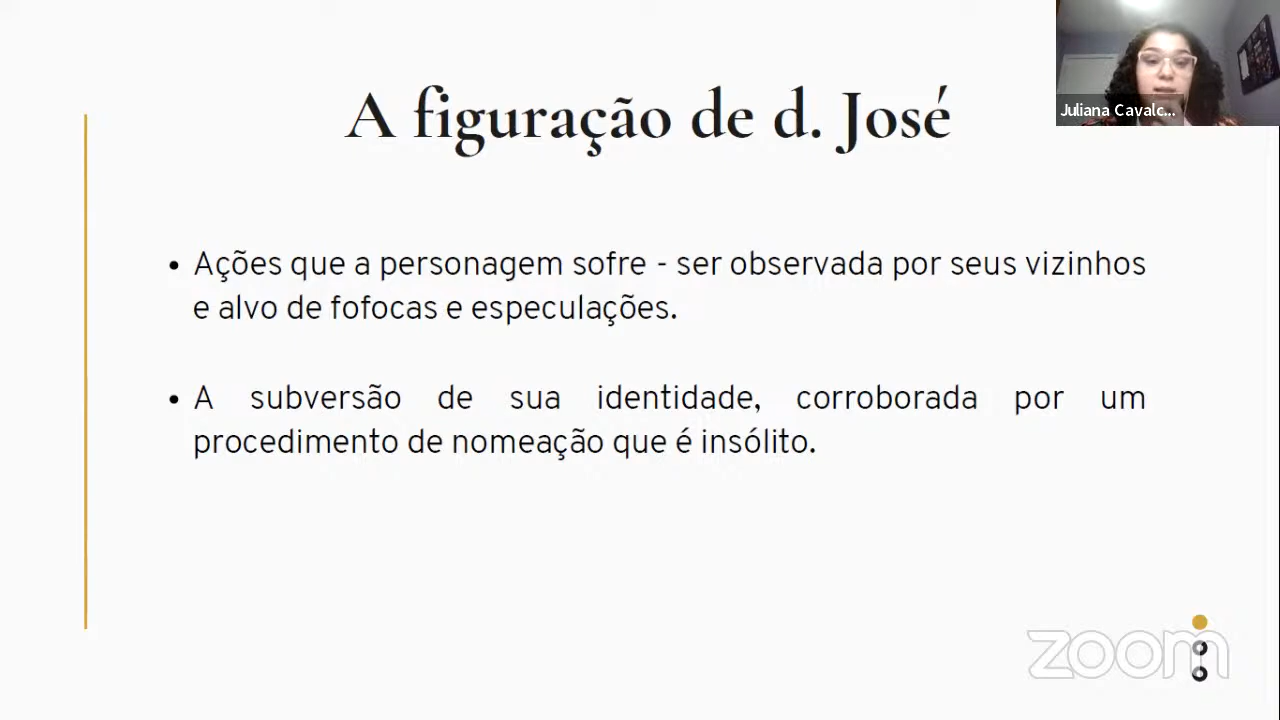 A figuração de d. José
Juliana Cavalc...
• Ações que a personagem sofre - ser observada por seus vizinhos
e alvo de fofocas e especulações.
• A subversão de sua identidade, corroborada por um
procedimento de nomeação que é insólito.
zoom